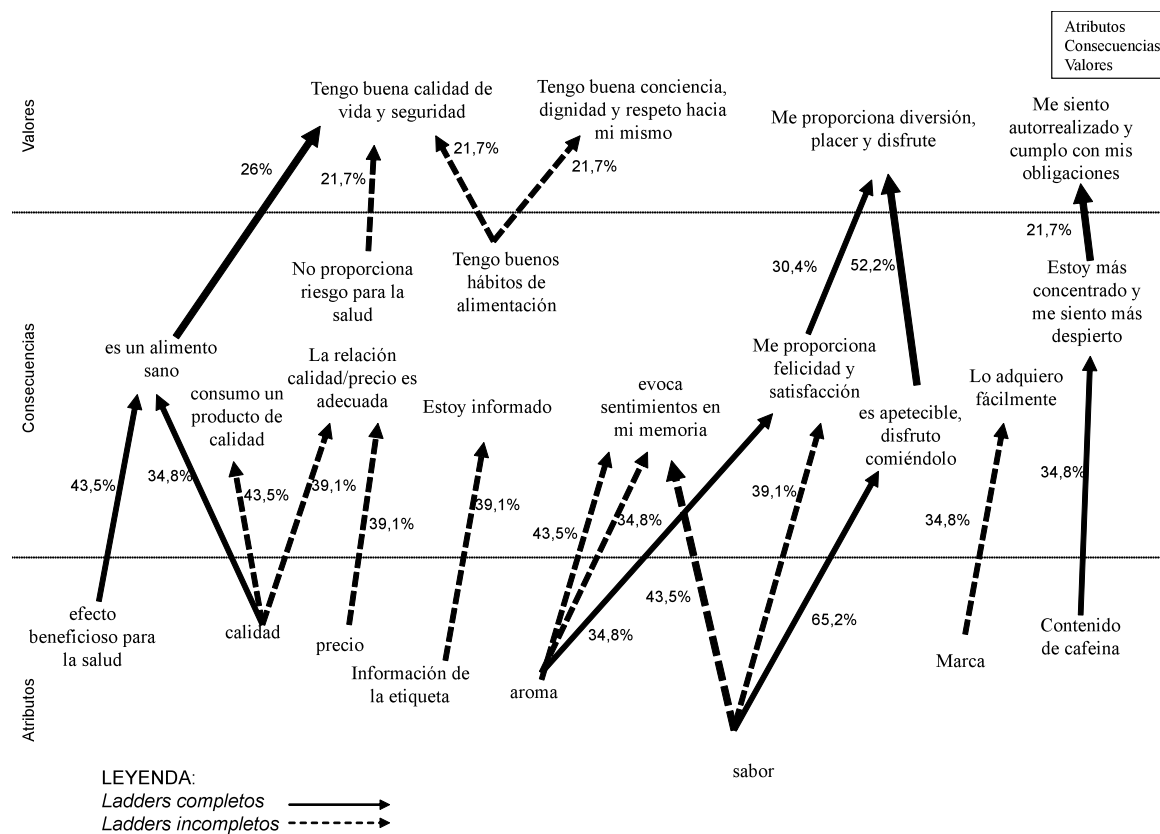 Atributos
Consecuencias
Valores
Valores
Tengo buena calidad de
vida y seguridad
Tengo buena conciencia,
dignidad y respeto hacia
mi mismo
Me proporciona diversión,
placer y disfrute
Me siento
autorrealizado y
cumplo con mis
obligaciones
26%
21,7%
21,7%
21,7%
21,7%
30,4%
52,2%
Consecuencias
No proporciona
riesgo para la
salud
Tengo buenos
hábitos de
alimentación
Estoy más
concentrado y
me siento más
despierto
es un alimento
sano
consumo un
producto de
calidad
La relación
calidad/precio es
adecuada
Estoy informado
evoca
sentimientos en
mi memoria
Me proporciona
felicidad y
satisfacción
es apetecible,
disfruto
comiéndolo
Lo adquiero
fácilmente
43,5%
34,8%
43,5%
39,1%
39,1%
39,1%
43,5%
34,8%
39,1%
34,8%
34,8%
43,5%
34,8%
65,2%
Atributos
efecto
beneficioso para
la salud
calidad
precio
Información de
la etiqueta
aroma
sabor
Marca
Contenido
de cafeina
LEYENDA:
Ladders completos
Ladders incompletos